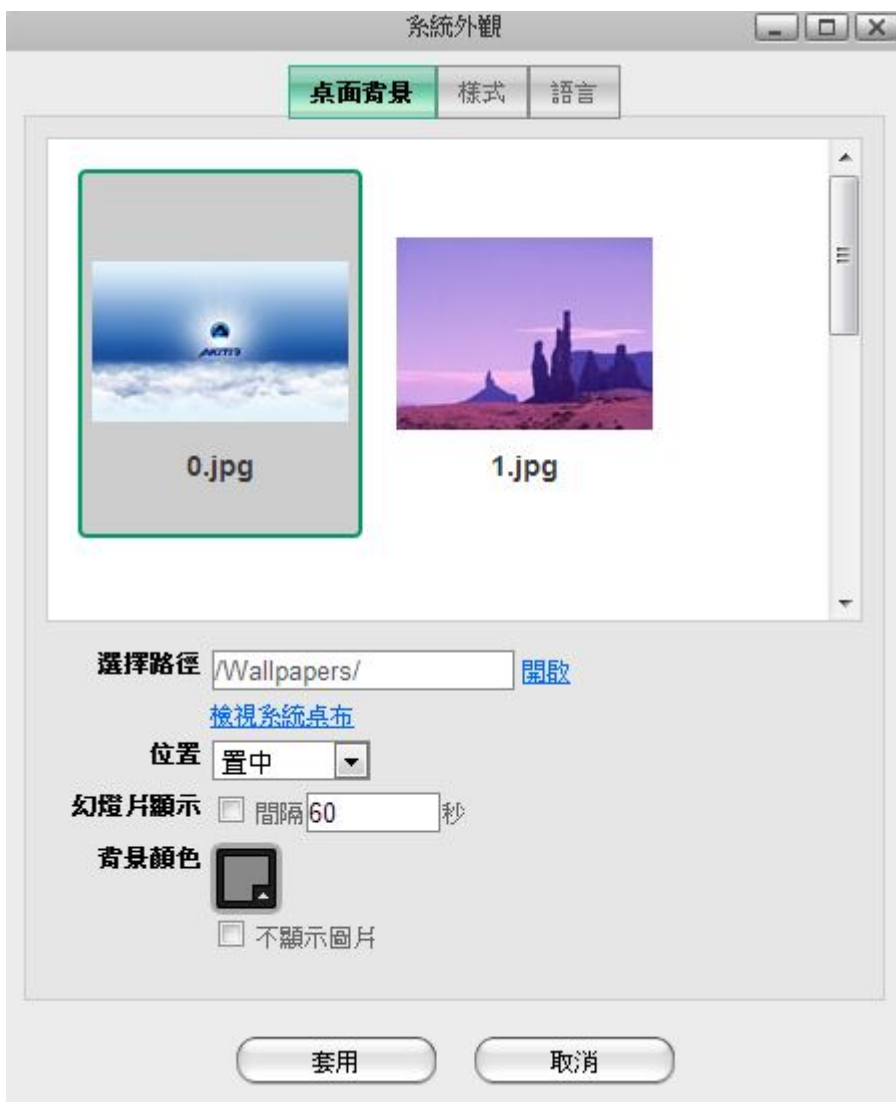 系統外觀
桌面背景 樣式 語言
AKiTiO
0.jpg 1.jpg
選擇路徑 /Wallpapers/ 開啟
檢視系統桌布
位置 置中
幻燈片顯示 間隔 60 秒
背景顏色
不顯示圖片
套用 取消